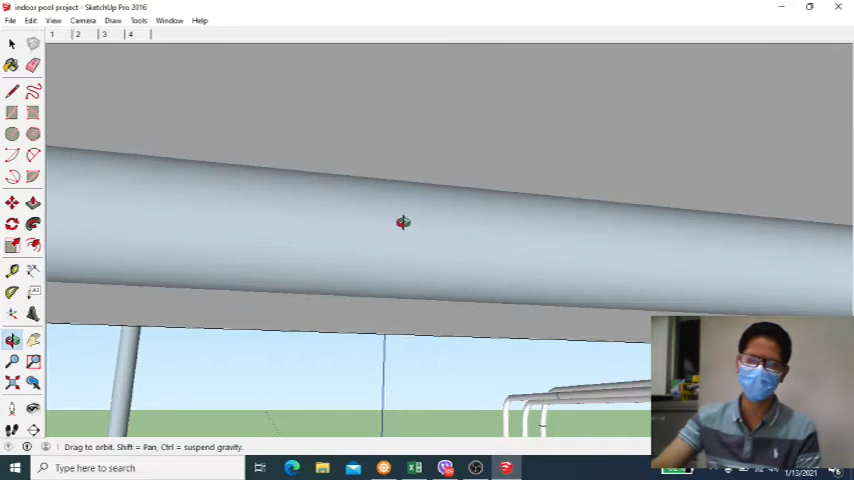 indoor pool project - SketchUp Pro 2016
File Edit View Camera Draw Tools Window Help
1 2 3 4
A1
Drag to orbit. Shift = Pan, Ctrl = suspend gravity.
Type here to search
1/13/2021